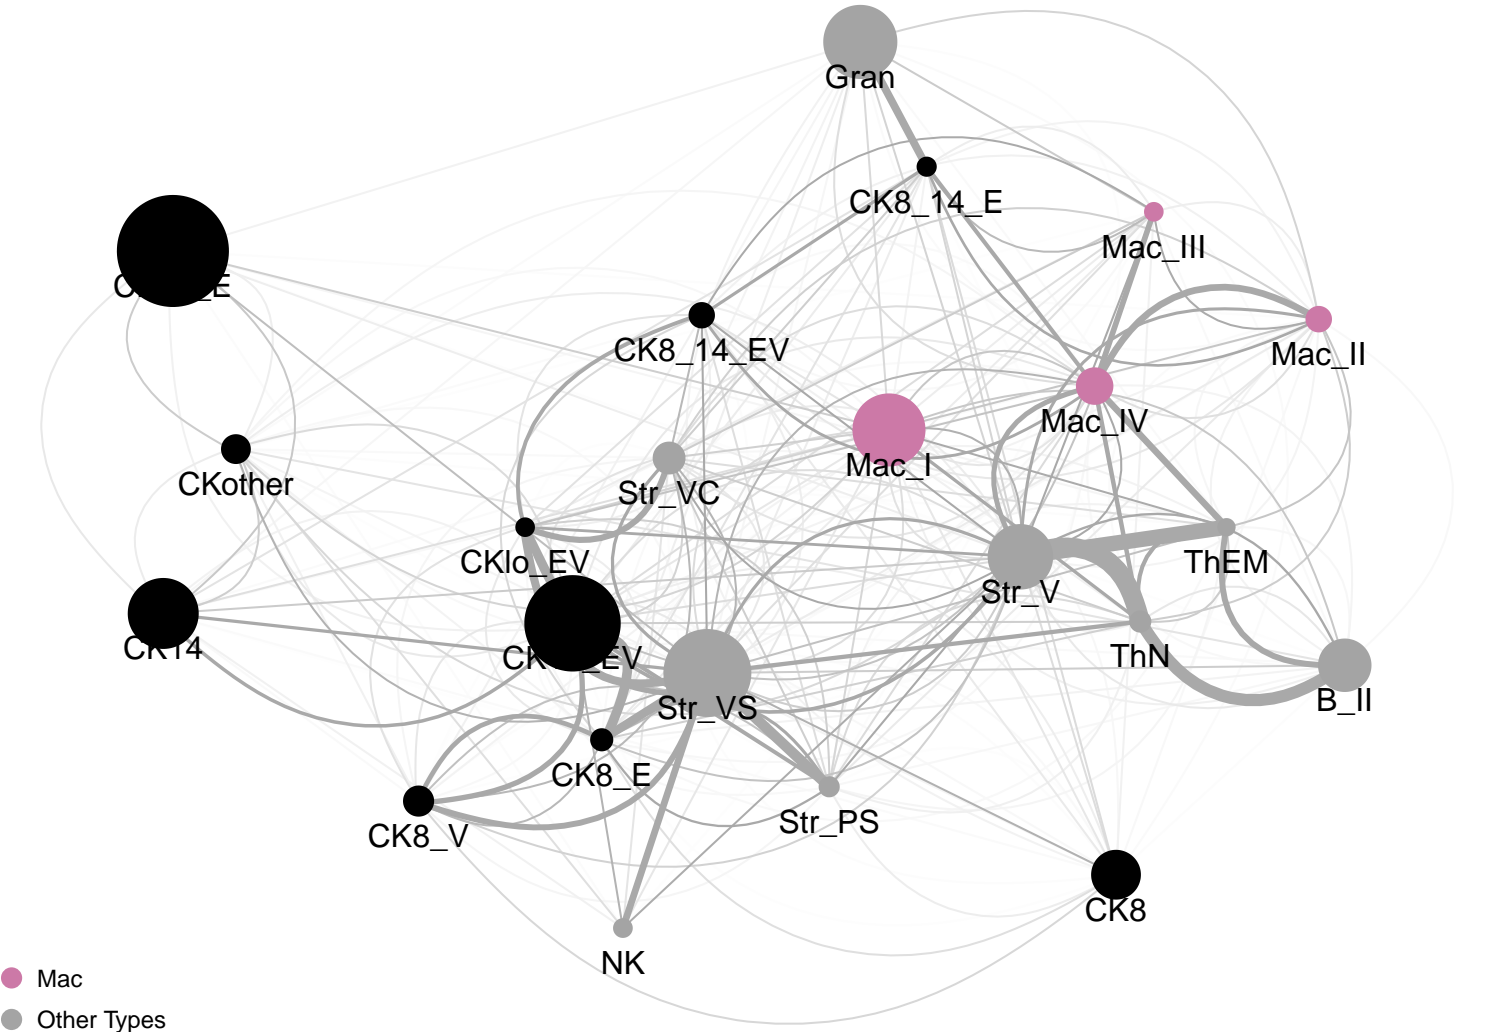 Gran
CK8_14_E
Mac_III
CK8_14_EV
Mac_II
Mac_IV
Mac_I
CKother
Str_VC
CKlo_EV
ThEM
Str_V
CK14
ThN
Str_VS
B_II
CK8_E
Str_PS
CK8_V
CK8
NK
Mac
Other Types